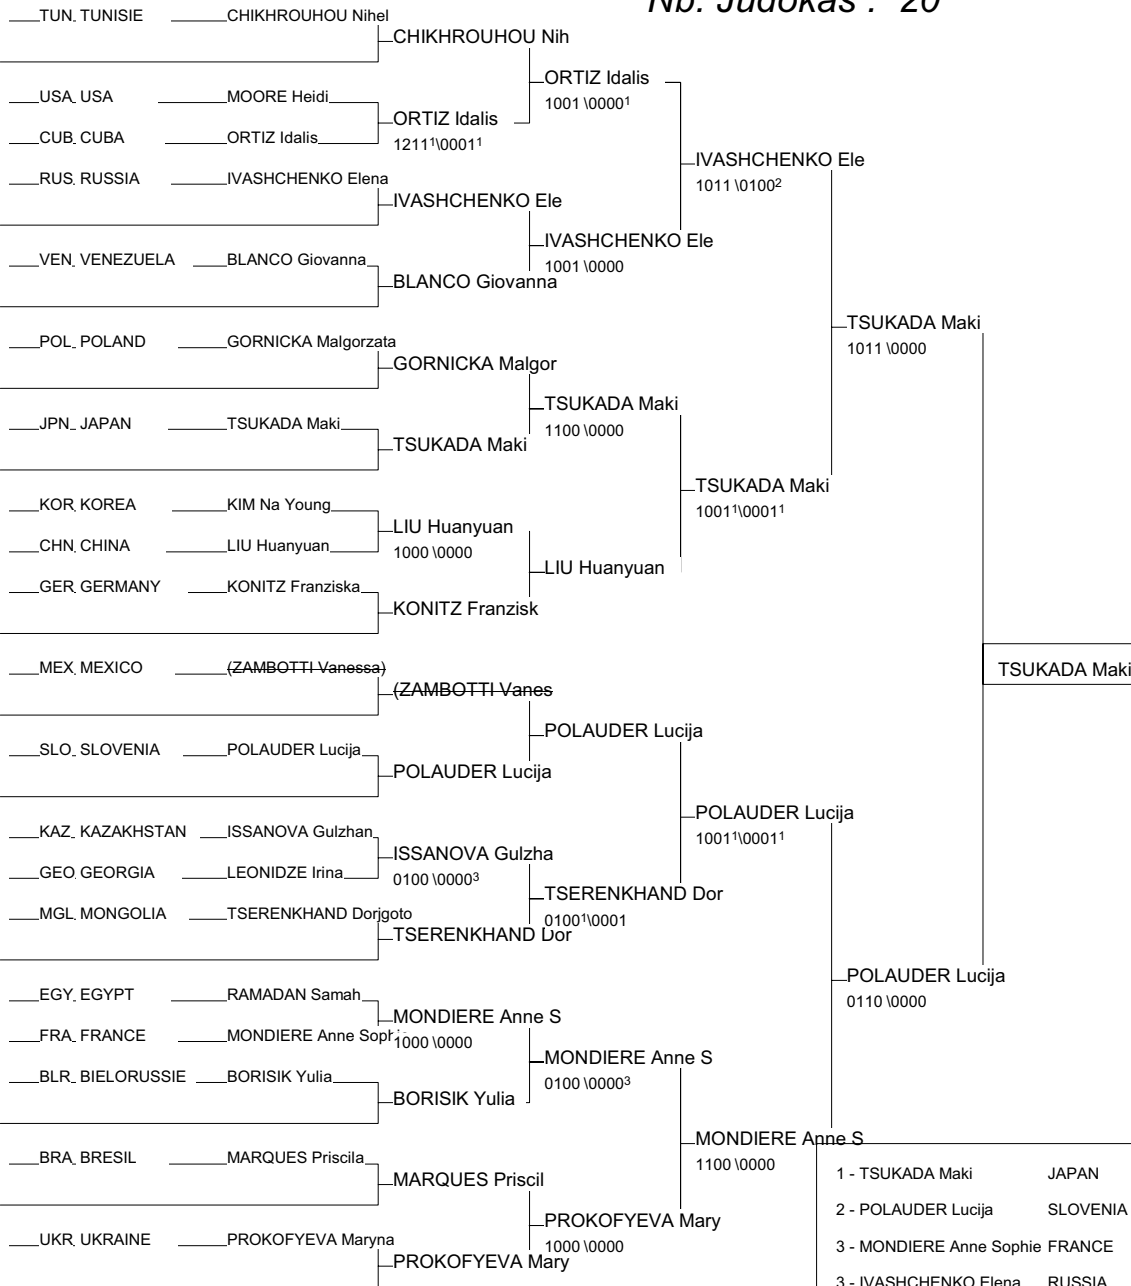 Nb. Judokas : 20
TUN TUNISIE CHIKHROUHOU Nihel
CHIKHROUHOU Nih
ORTIZ Idalis
1001 \0000¹
USA USA MOORE Heidi
ORTIZ Idalis
1211¹\0001¹
CUB CUBA ORTIZ Idalis
IVASHCHENKO Ele
1011 \0100²
RUS RUSSIA IVASHCHENKO Elena
IVASHCHENKO Ele
IVASHCHENKO Ele
1001 \0000
VEN VENEZUELA BLANCO Giovanna
BLANCO Giovanna
TSUKADA Maki
1011 \0000
POL POLAND GORNICKA Malgorzata
GORNICKA Malgor
TSUKADA Maki
1100 \0000
JPN JAPAN TSUKADA Maki
TSUKADA Maki
TSUKADA Maki
1001¹\0001¹
KOR KOREA KIM Na Young
LIU Huanyuan
1000 \0000
CHN CHINA LIU Huanyuan
LIU Huanyuan
GER GERMANY KONITZ Franziska
KONITZ Franzisk
MEX MEXICO (ZAMBOTTI Vanessa)
TSUKADA Maki
(ZAMBOTTI Vanes
POLAUDER Lucija
SLO SLOVENIA POLAUDER Lucija
POLAUDER Lucija
POLAUDER Lucija
1001¹\0001¹
KAZ KAZAKHSTAN ISSANOVA Gulzhan
ISSANOVA Gulzha
0100 \0000³
GEO GEORGIA LEONIDZE Irina
TSERENKHAND Dor
0100¹\0001
MGL MONGOLIA TSERENKHAND Dorjgoto
TSERENKHAND Dor
POLAUDER Lucija
0110 \0000
EGY EGYPT RAMADAN Samah
MONDIERE Anne S
1000 \0000
FRA FRANCE MONDIERE Anne Soph
MONDIERE Anne S
0100 \0000³
BLR BIELORUSSIE BORISIK Yulia
BORISIK Yulia
MONDIERE Anne S
1100 \0000
BRA BRESIL MARQUES Priscila
MARQUES Priscil
PROKOFYEVA Mary
1000 \0000
UKR UKRAINE PROKOFYEVA Maryna
PROKOFYEVA Mary
1 - TSUKADA Maki JAPAN
2 - POLAUDER Lucija SLOVENIA
3 - MONDIERE Anne Sophie FRANCE
3 - IVASHCHENKO Elena RUSSIA